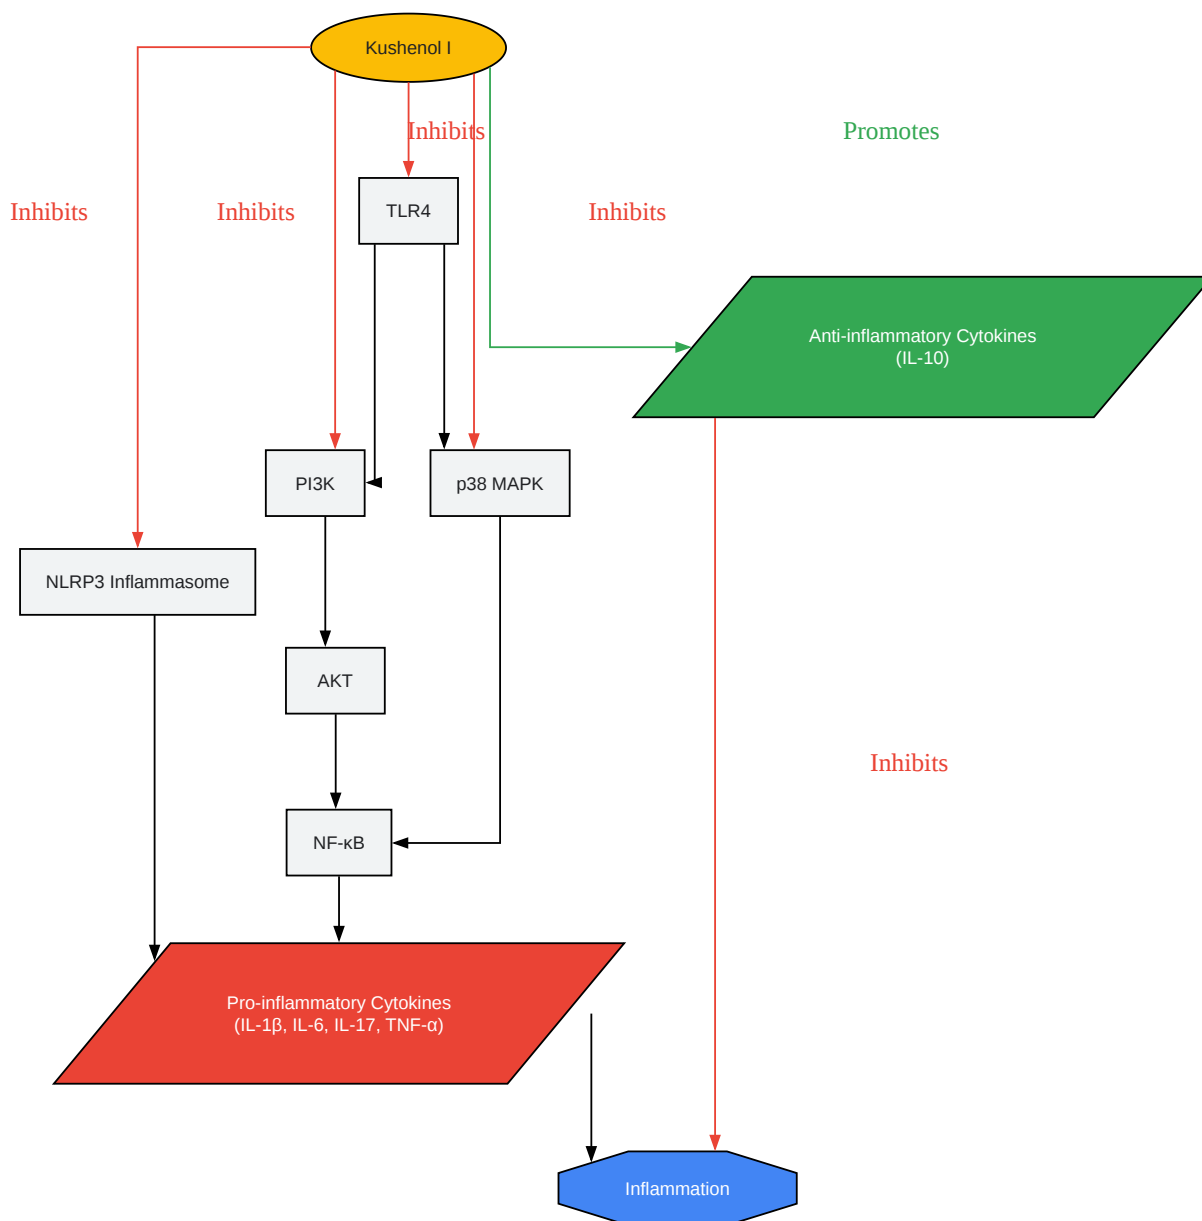 Kushenol I
Inhibits
Promotes
Inhibits
Inhibits
TLR4
Inhibits
Anti-inflammatory Cytokines
(IL-10)
PI3K
p38 MAPK
NLRP3 Inflammasome
AKT
Inhibits
NF-κB
Pro-inflammatory Cytokines
(IL-1β, IL-6, IL-17, TNF-α)
Inflammation